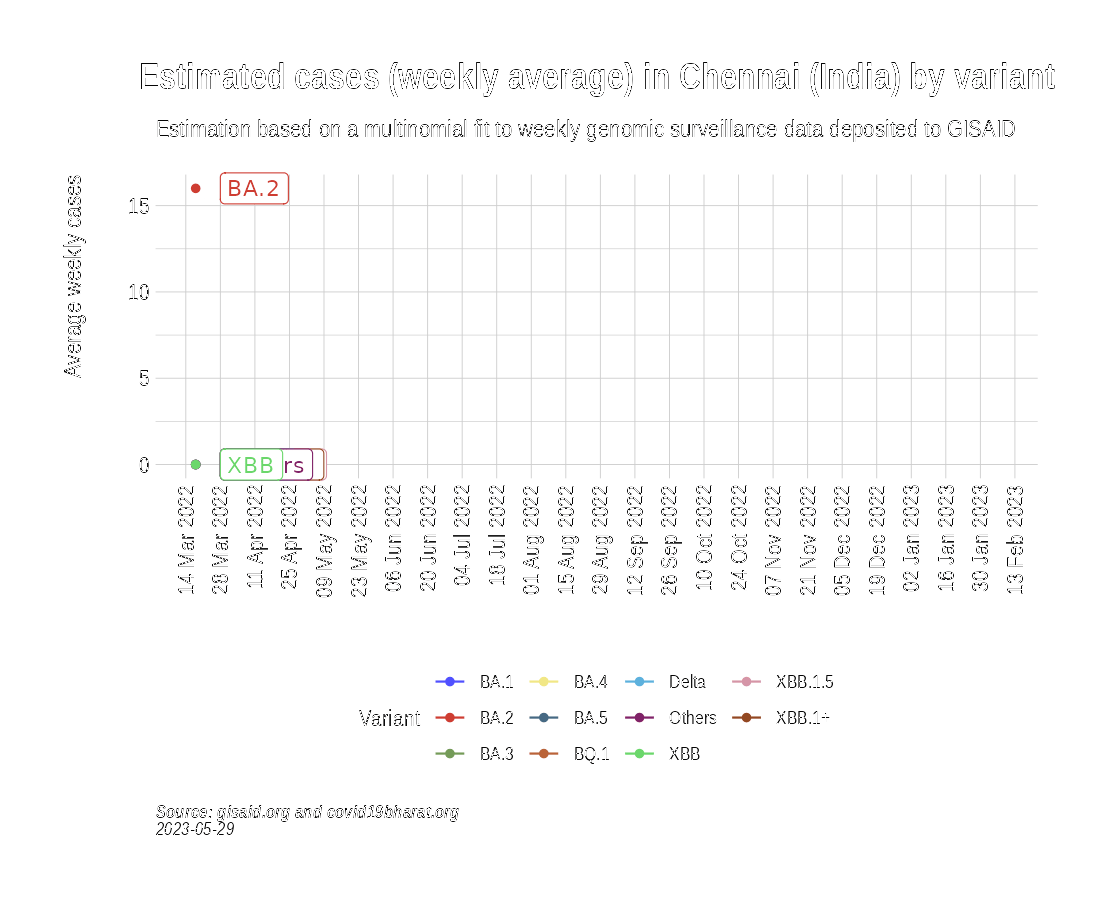 Estimated cases (weekly average) in Chennai (India) by variant
Estimation based on a multinomial fit to weekly genomic surveillance data deposited to GISAID
Average weekly cases
15
10
5
0
BA.2
XBB rs
14 Mar 2022
28 Mar 2022
11 Apr 2022
25 Apr 2022
09 May 2022
23 May 2022
06 Jun 2022
20 Jun 2022
04 Jul 2022
18 Jul 2022
01 Aug 2022
15 Aug 2022
29 Aug 2022
12 Sep 2022
26 Sep 2022
10 Oct 2022
24 Oct 2022
07 Nov 2022
21 Nov 2022
05 Dec 2022
19 Dec 2022
02 Jan 2023
16 Jan 2023
30 Jan 2023
13 Feb 2023
Variant
BA.1 BA.4 Delta XBB.1.5
BA.2 BA.5 Others XBB.1+
BA.3 BQ.1 XBB
Source: gisaid.org and covid19bharat.org
2023-05-29